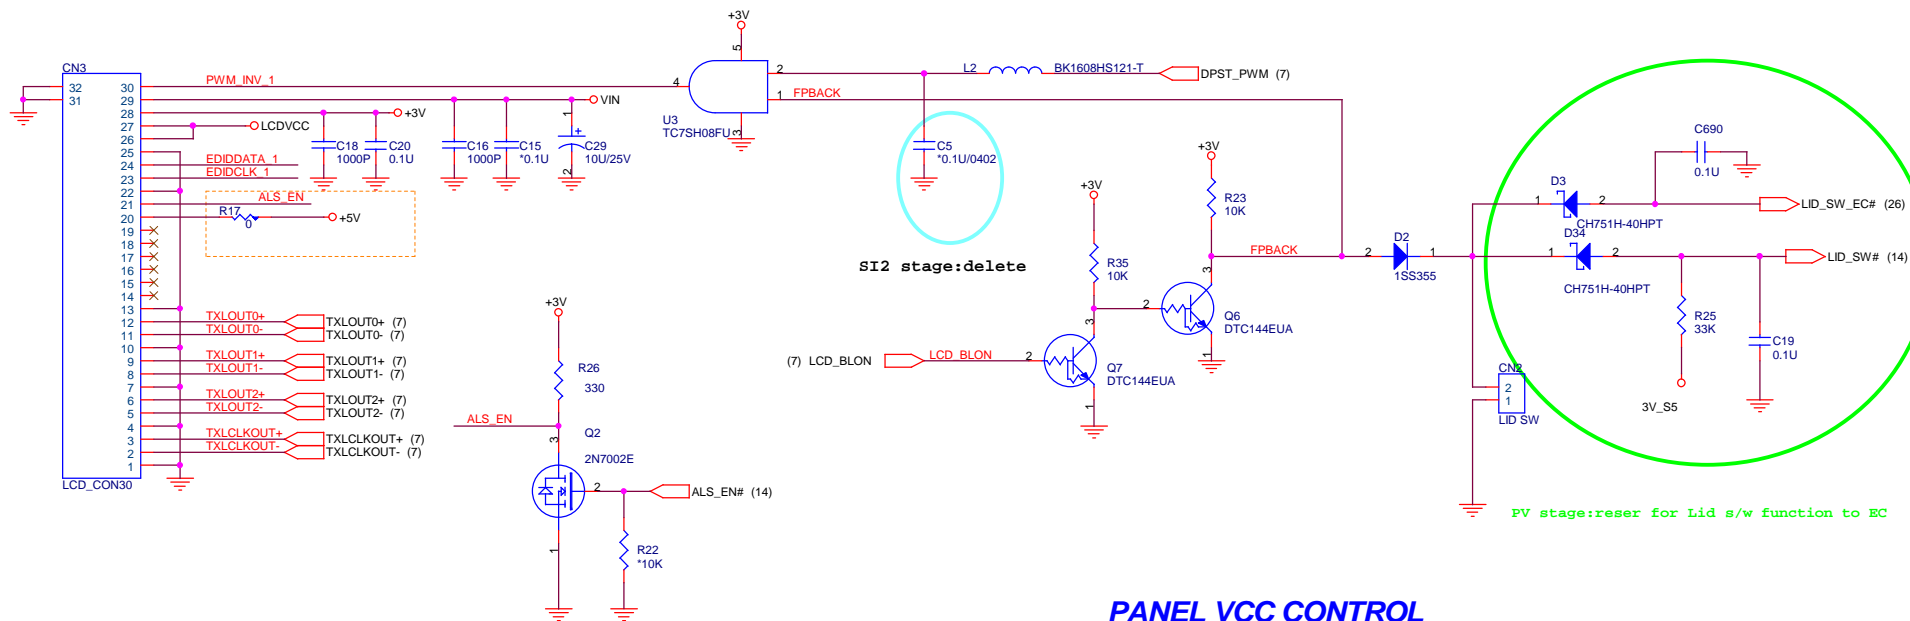 +3V
CN3
32
31
30
29
28
27
26
25
24
23
22
21
20
19
18
17
16
15
14
13
12
11
10
9
8
7
6
5
4
3
2
1
LCD_CON30
PWM_INV_1
VIN
+3V
LCDVCC
C18
1000P
C20
0.1U
C16
1000P
C15
*0.1U
1
+
C29
10U/25V
2
EDIDDATA_1
EDIDCLK_1
ALS_EN
R17
0
+5V
TXLOUT0+ TXLOUT0+ (7)
TXLOUT0- TXLOUT0- (7)
TXLOUT1+ TXLOUT1+ (7)
TXLOUT1- TXLOUT1- (7)
TXLOUT2+ TXLOUT2+ (7)
TXLOUT2- TXLOUT2- (7)
TXLCLKOUT+ TXLCLKOUT+ (7)
TXLCLKOUT- TXLCLKOUT- (7)
5
4
2
1
3
U3
TC7SH08FU
FPBACK
L2
BK1608HS121-T
DPST_PWM (7)
C5
*0.1U/0402
SI2 stage:delete
+3V
R26
330
ALS_EN
3
Q2
2N7002E
2
1
ALS_EN# (14)
R22
*10K
+3V
R35
10K
+3V
R23
10K
FPBACK
3
2
1
Q6
DTC144EUA
(7) LCD_BLON
LCD_BLON
3
2
1
Q7
DTC144EUA
D2
2
1
1SS355
C690
0.1U
D3
1
2
CH751H-40HPT
LID_SW_EC# (26)
D34
1
2
CH751H-40HPT
LID_SW# (14)
R25
33K
3V_S5
C19
0.1U
CN2
2
1
LID SW
PV stage:reser for Lid s/w function to EC
PANEL VCC CONTROL